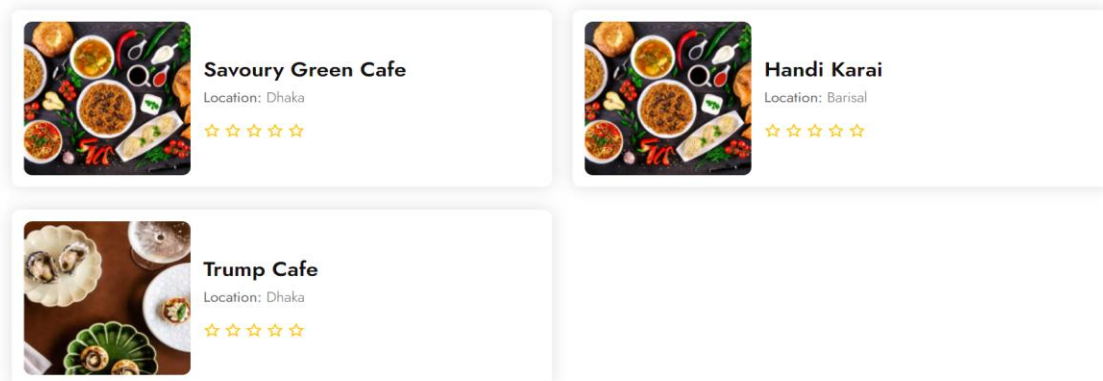 Savoury Green Cafe
Location: Dhaka
Handi Karai
Location: Barisal
Trump Cafe
Location: Dhaka